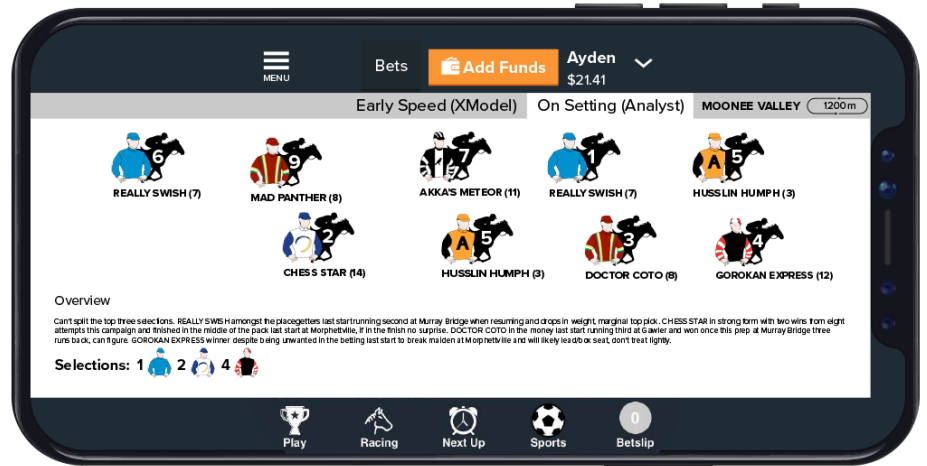 MENU
Bets
Add Funds
Ayden
$21.41
Early Speed (XModel)
On Setting (Analyst)
MOONEE VALLEY
1200m
6
REALLY SWISH (7)
9
MAD PANTHER (8)
7
AKKA'S METEOR (11)
1
REALLY SWISH (7)
A 5
HUSSLIN HUMPH (3)
2
CHESS STAR (14)
A 5
HUSSLIN HUMPH (3)
3
DOCTOR COTO (8)
4
GOROKAN EXPRESS (12)
Overview
Can't split the top three selections. REALLY SWISH amongst the placegetters last start running second at Murray Bridge when resuming and drops in weight, marginal top pick. CHESS STAR in strong form with two wins from eight
attempts this campaign and finished in the middle of the pack last start at Morphettville, if in the finish no surprise. DOCTOR COTO in the money last start running third at Gawler and won once this prep at Murray Bridge three
runs back, can figure. GOROKAN EXPRESS winner despite being unwanted in the betting last start to break maiden at Morphettville and will likely lead/box seat, don't treat lightly.
Selections: 1 2 4
Play
Racing
Next Up
Sports
0
Betslip